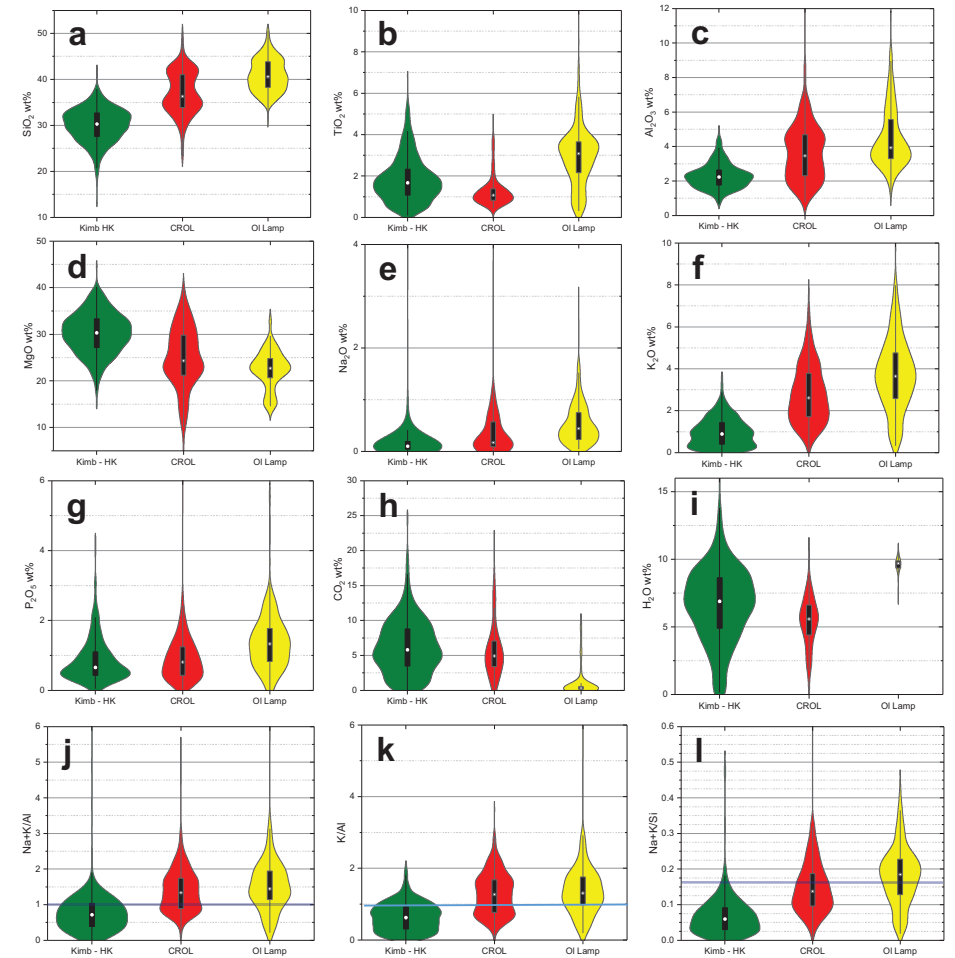 a
SiO₂ wt%
50
40
30
20
10
Kimb HK CROL Ol Lamp
b
TiO₂ wt%
10
8
6
4
2
0
Kimb - HK CROL Ol Lamp
c
Al₂O₃ wt%
12
10
8
6
4
2
0
Kimb - HK CROL Ol Lamp
d
MgO wt%
50
40
30
20
10
Kimb - HK CROL Ol Lamp
e
Na₂O wt%
4
2
0
Kimb - HK CROL Ol Lamp
f
K₂O wt%
10
8
6
4
2
0
Kimb - HK CROL Ol Lamp
g
P₂O₅ wt%
6
4
2
0
Kimb - HK CROL Ol Lamp
h
CO₂ wt%
30
25
20
15
10
5
0
Kimb - HK CROL Ol Lamp
i
H₂O wt%
15
10
5
0
Kimb - HK CROL Ol Lamp
j
Na+K/Al
6
5
4
3
2
1
0
Kimb - HK CROL Ol Lamp
k
K/Al
6
4
2
0
Kimb - HK CROL Ol Lamp
l
Na+K/Si
0.6
0.5
0.4
0.3
0.2
0.1
0.0
Kimb - HK CROL Ol Lamp